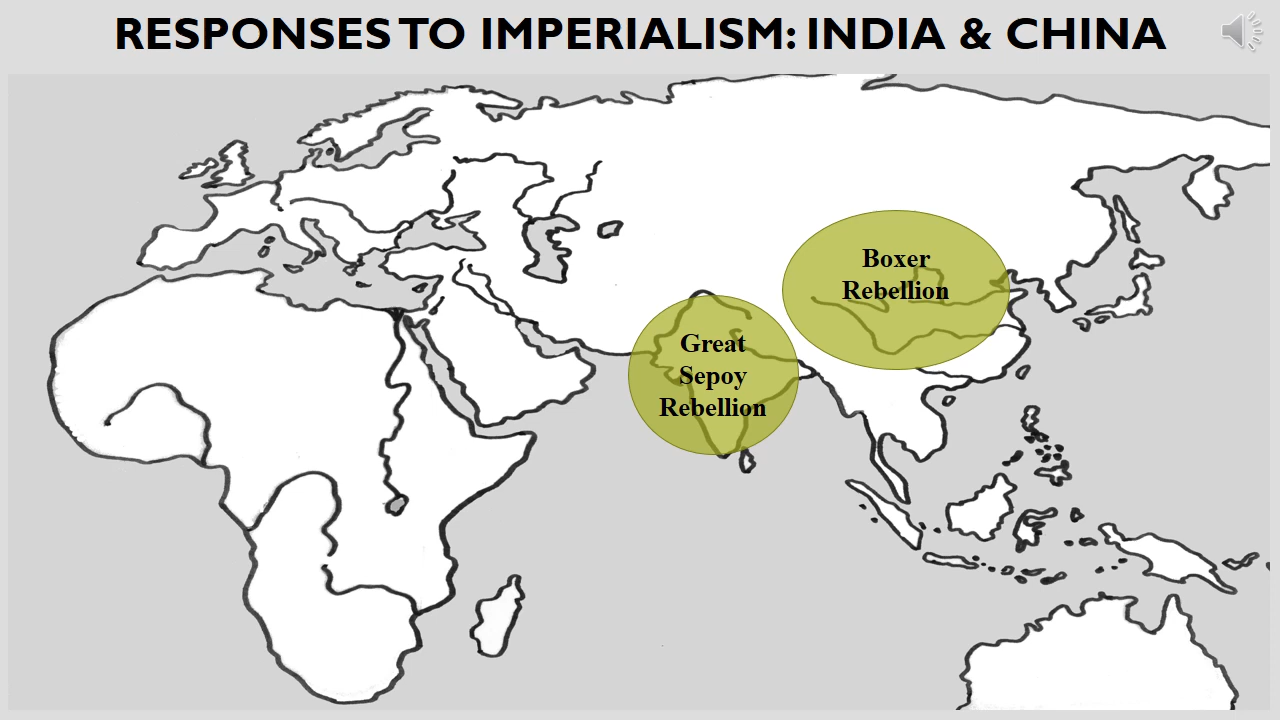 RESPONSES TO IMPERIALISM: INDIA & CHINA
Boxer
Rebellion
Great
Sepoy
Rebellion